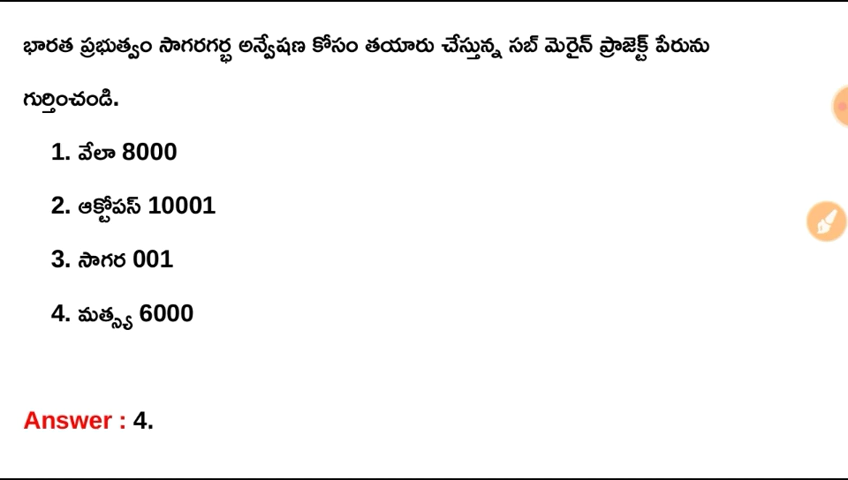 భారత ప్రభుత్వం సాగరగర్భ అన్వేషణ కోసం తయారు చేస్తున్న సబ్ మెరైన్ ప్రాజెక్ట్ పేరును
గుర్తించండి.
1. వేలా 8000
2. ఆక్టోపస్ 10001
3. సాగర 001
4. మత్స్య 6000
Answer : 4.